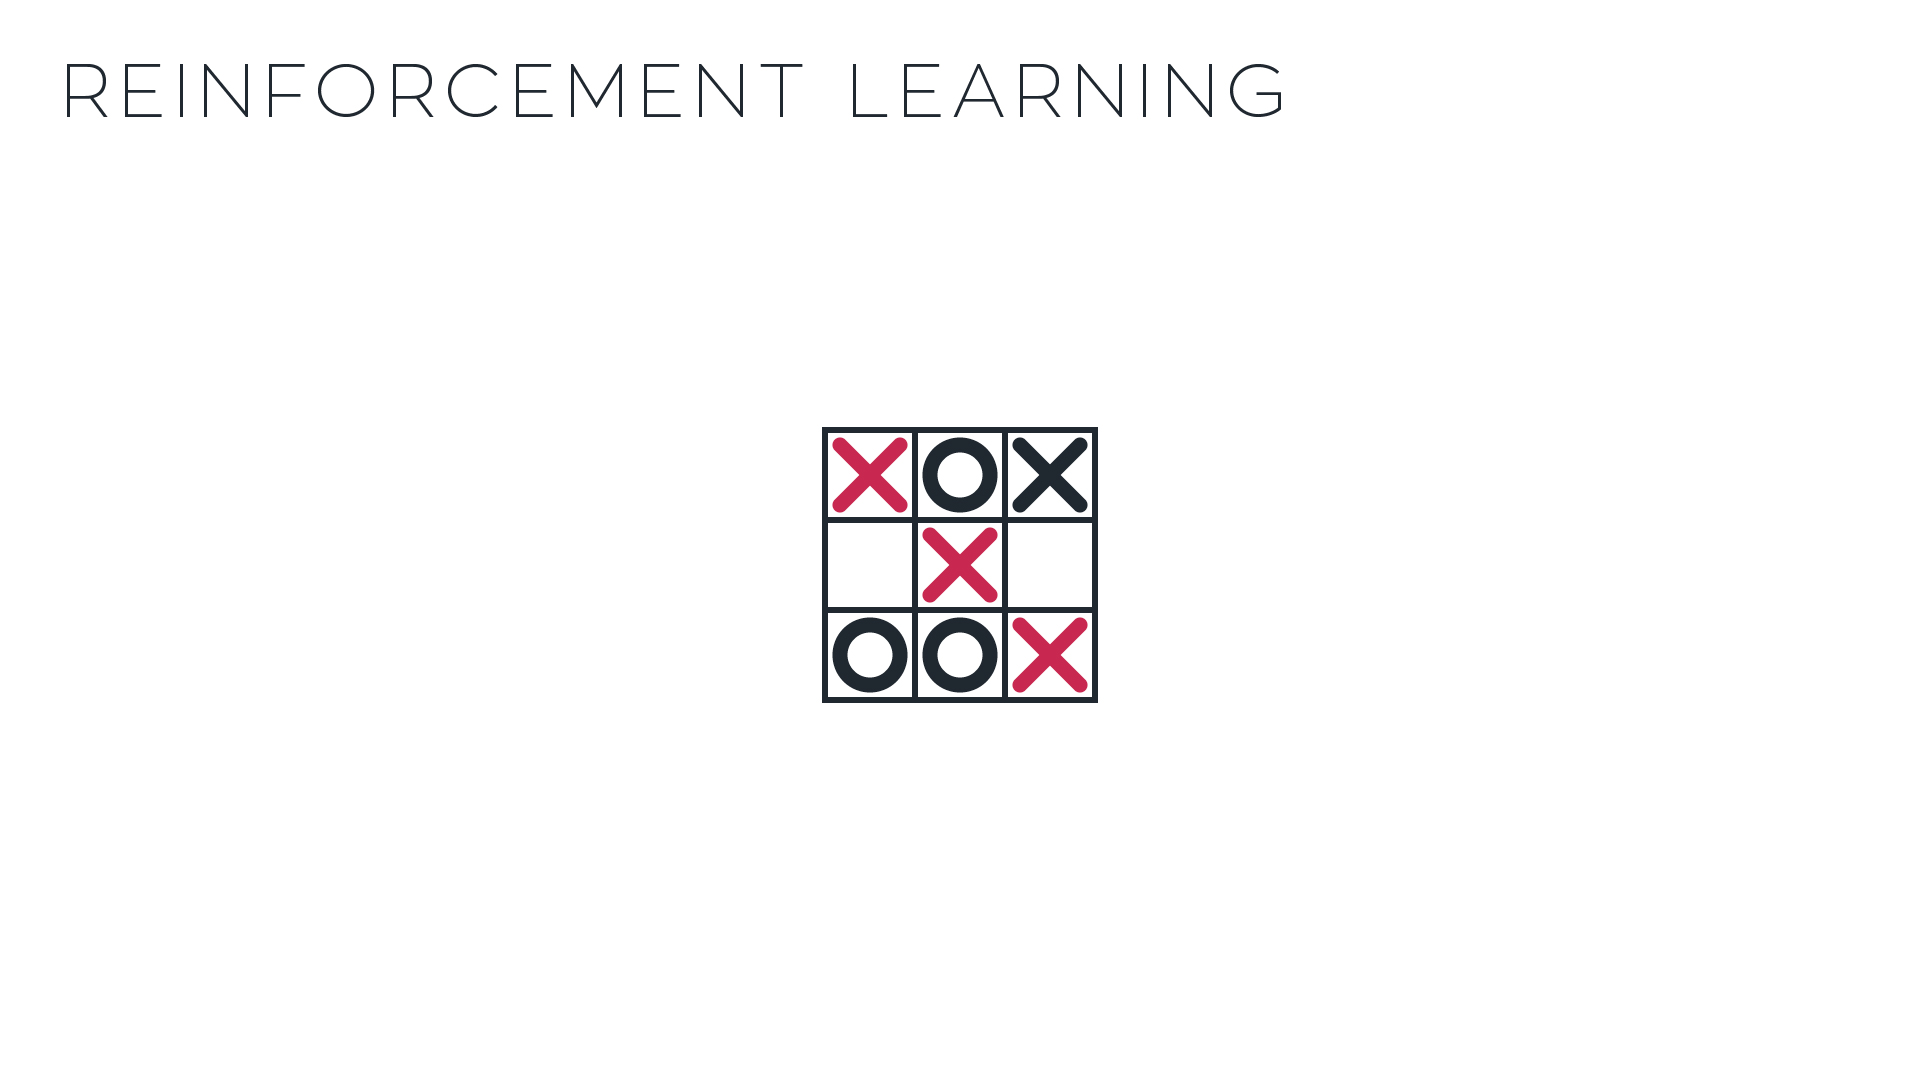 REINFORCEMENT LEARNING
X O X
X
O O X